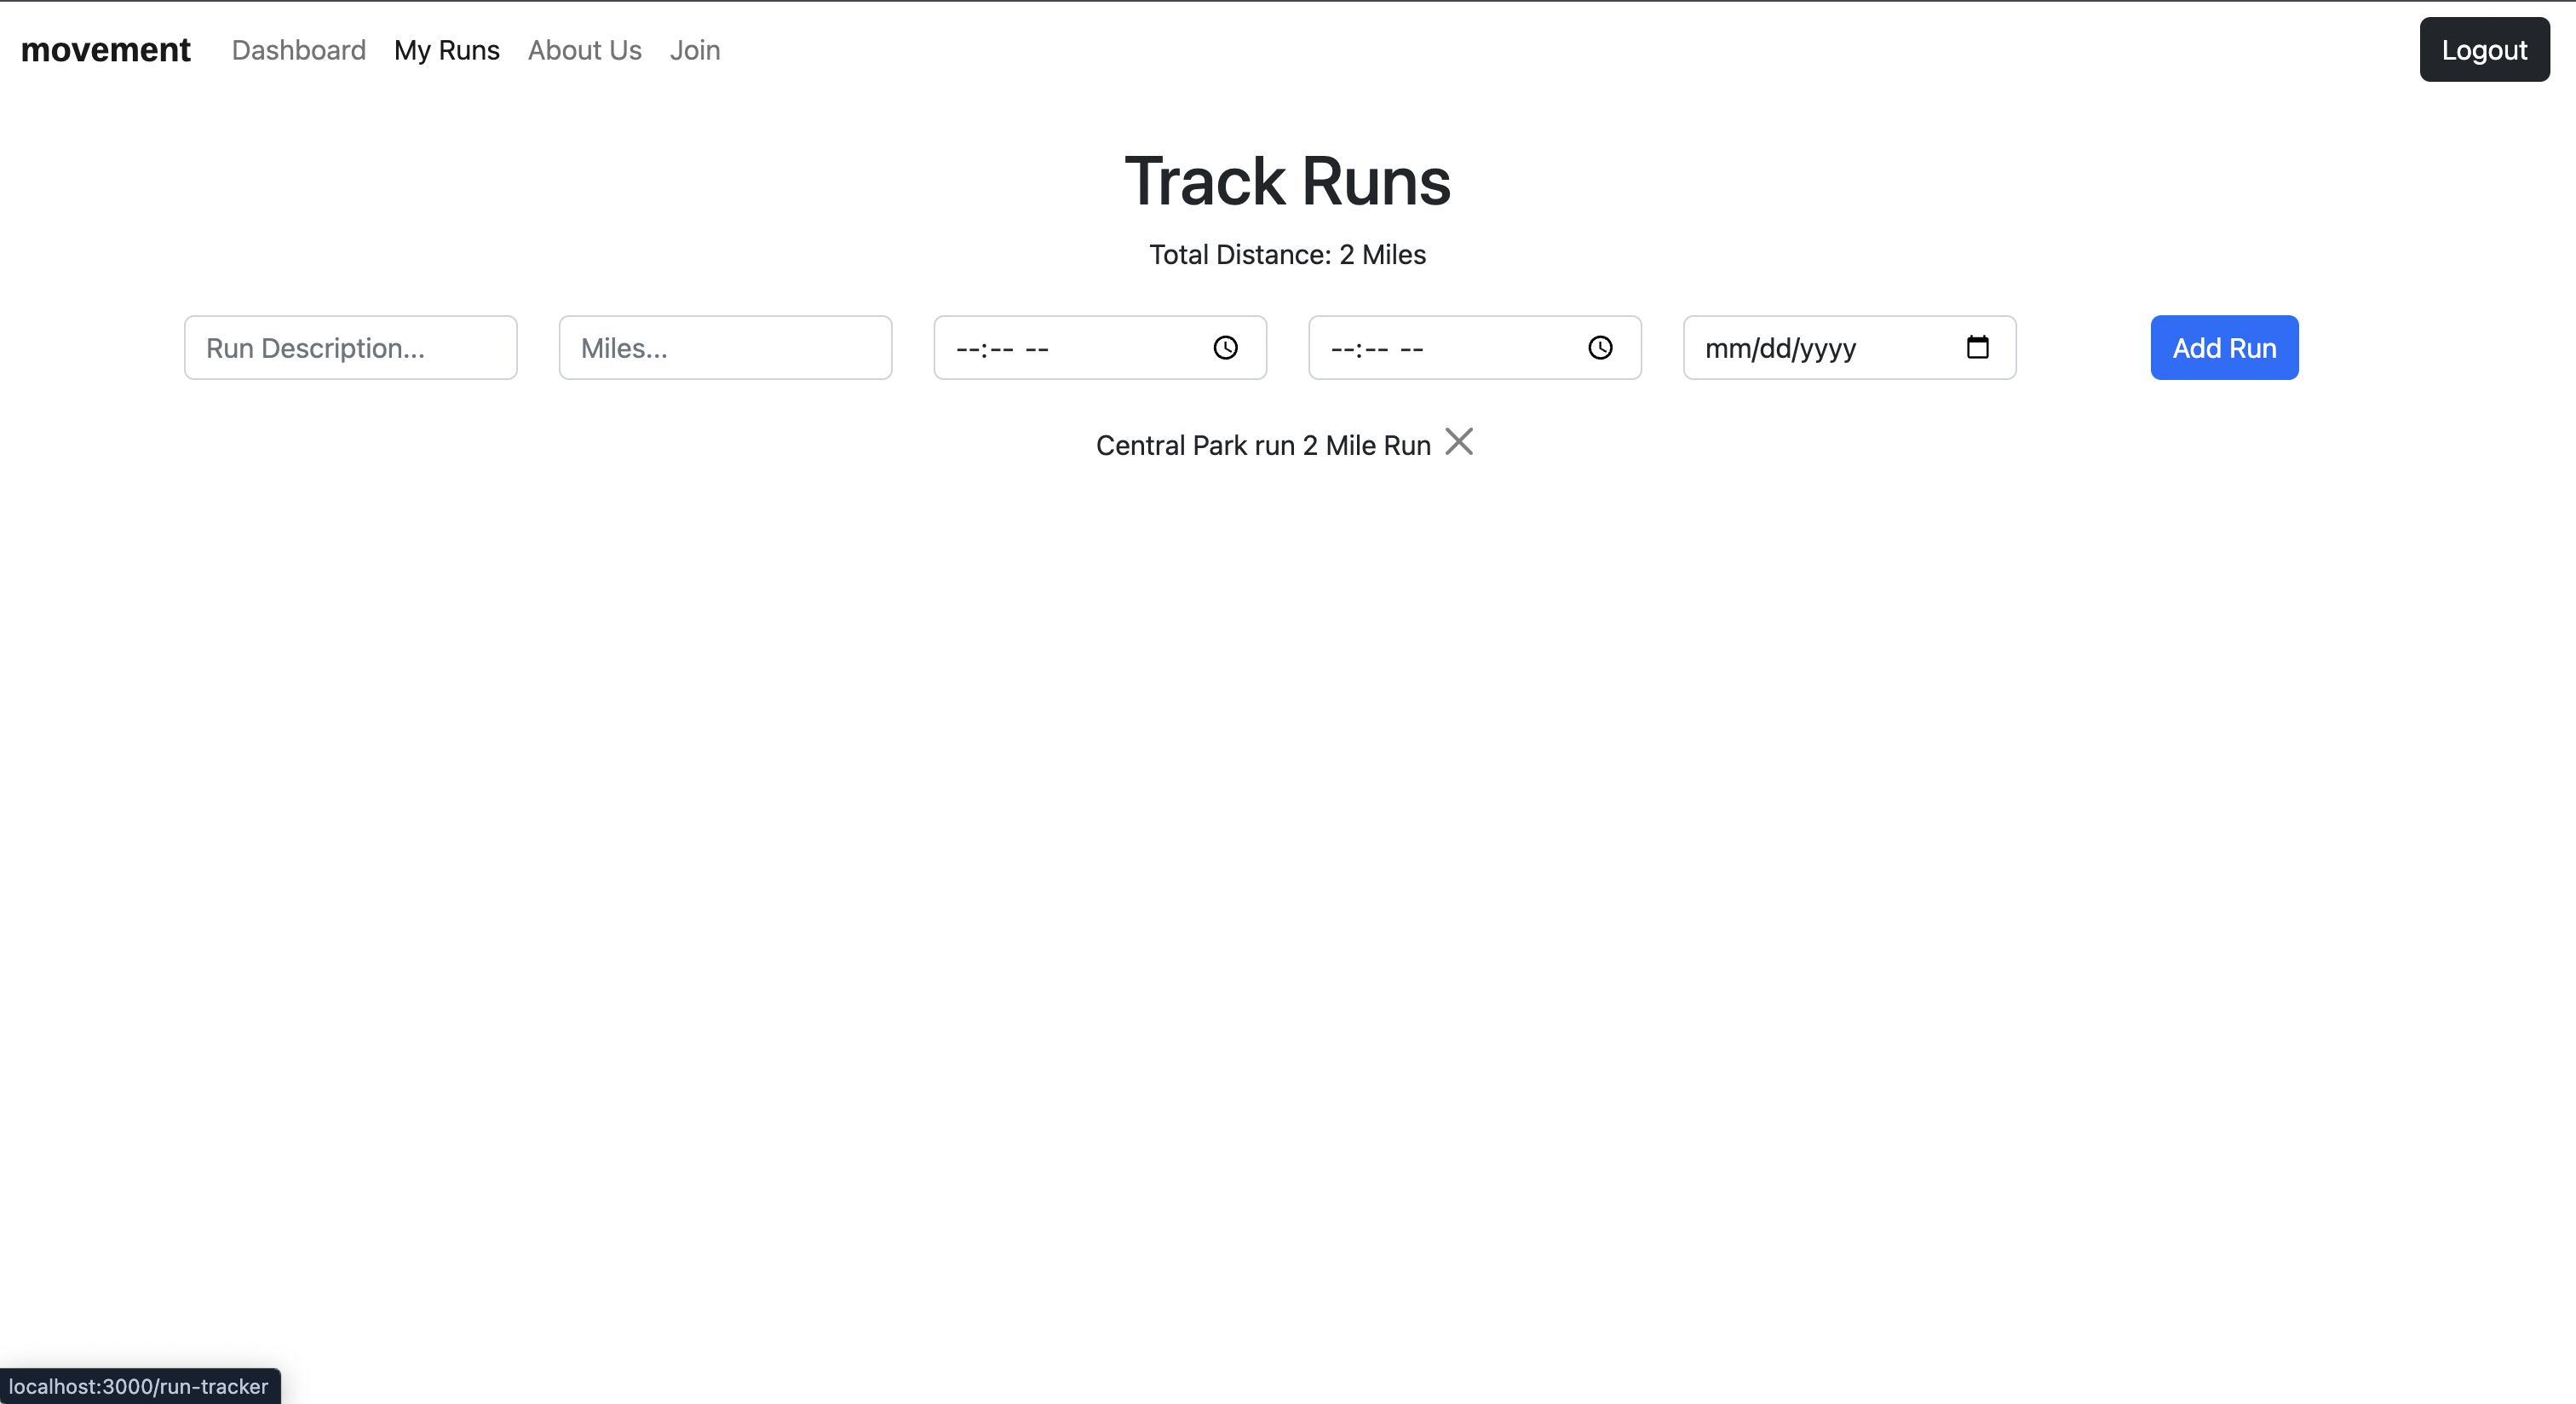 movement Dashboard My Runs About Us Join Logout
Track Runs
Total Distance: 2 Miles
Run Description... Miles... --:-- -- --:-- -- mm/dd/yyyy Add Run
Central Park run 2 Mile Run
localhost:3000/run-tracker